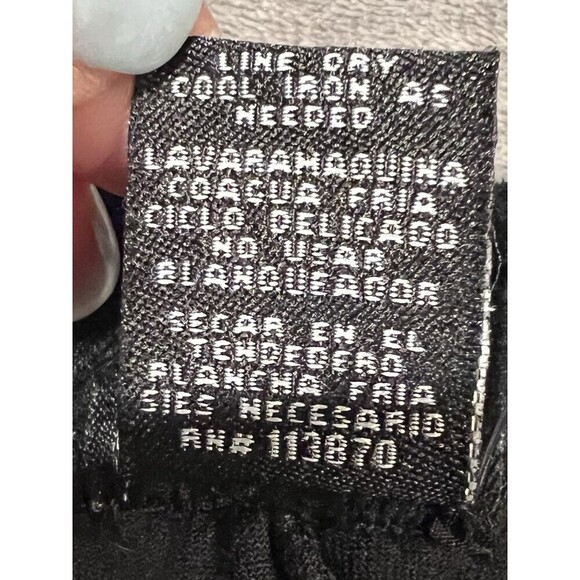 LINE DRY
COOL IRON AS
NEEDED
LAVARAMAQUINA
COAGUA FRIA
CICLO DELICADO
NO USAR
BLANQUEADOR
SECAR EN EL
TENDEDERO
PLANCHA FRIA
SIES NECESARIO
RN# 113870